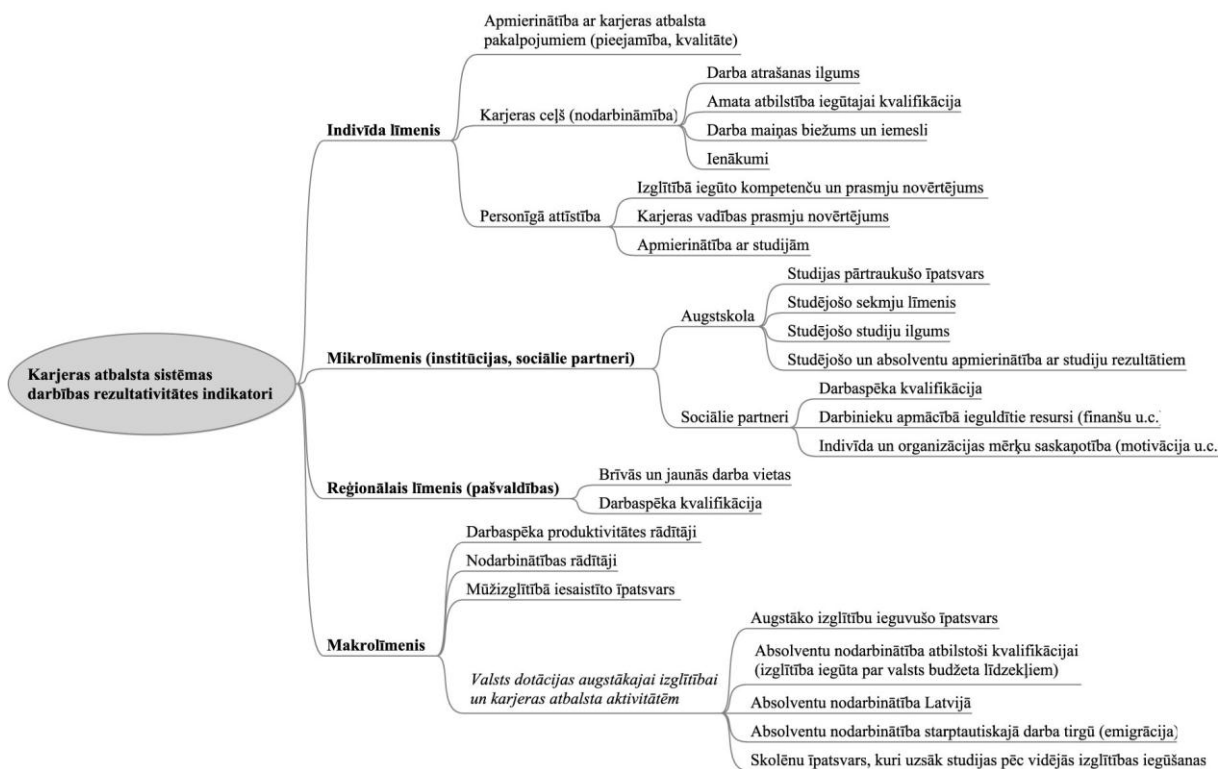 Karjeras atbalsta sistēmas
darbības rezultativitātes indikatori
Indivīda līmenis
Apmierinātība ar karjeras atbalsta
pakalpojumiem (pieejamība, kvalitāte)
Karjeras ceļš (nodarbināmība)
Darba atrašanas ilgums
Amata atbilstība iegūtajai kvalifikācija
Darba maiņas biežums un iemesli
Ienākumi
Personīgā attīstība
Izglītībā iegūto kompetenču un prasmju novērtējums
Karjeras vadības prasmju novērtējums
Apmierinātība ar studijām
Mikrolīmenis (institūcijas, sociālie partneri)
Augstskola
Studijas pārtraukušo īpatsvars
Studējošo sekmju līmenis
Studējošo studiju ilgums
Studējošo un absolventu apmierinātība ar studiju rezultātiem
Sociālie partneri
Darbaspēka kvalifikācija
Darbinieku apmācībā ieguldītie resursi (finanšu u.c.
Indivīda un organizācijas mērķu saskaņotība (motivācija u.c.
Reģionālais līmenis (pašvaldības)
Brīvās un jaunās darba vietas
Darbaspēka kvalifikācija
Makrolīmenis
Darbaspēka produktivitātes rādītāji
Nodarbinātības rādītāji
Mūžizglītībā iesaistīto īpatsvars
Valsts dotācijas augstākajai izglītībai
un karjeras atbalsta aktivitātēm
Augstāko izglītību ieguvušo īpatsvars
Absolventu nodarbinātība atbilstoši kvalifikācijai
(izglītība iegūta par valsts budžeta līdzekļiem)
Absolventu nodarbinātība Latvijā
Absolventu nodarbinātība starptautiskajā darba tirgū (emigrācija)
Skolēnu īpatsvars, kuri uzsāk studijas pēc vidējās izglītības iegūšanas